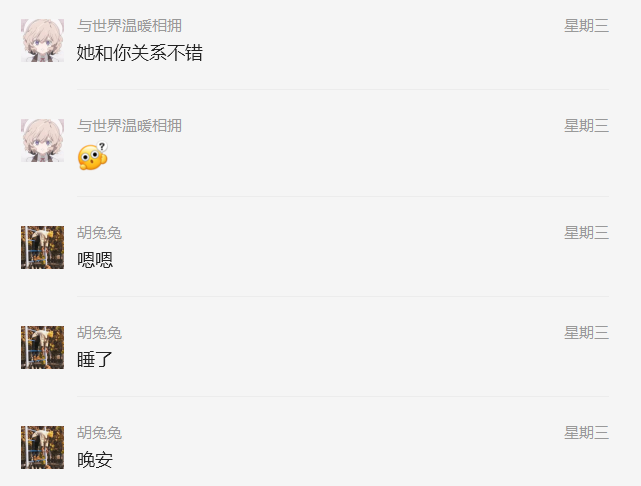 与世界温暖相拥 星期三
她和你关系不错
与世界温暖相拥 星期三
胡兔兔 星期三
嗯嗯
胡兔兔 星期三
睡了
胡兔兔 星期三
晚安